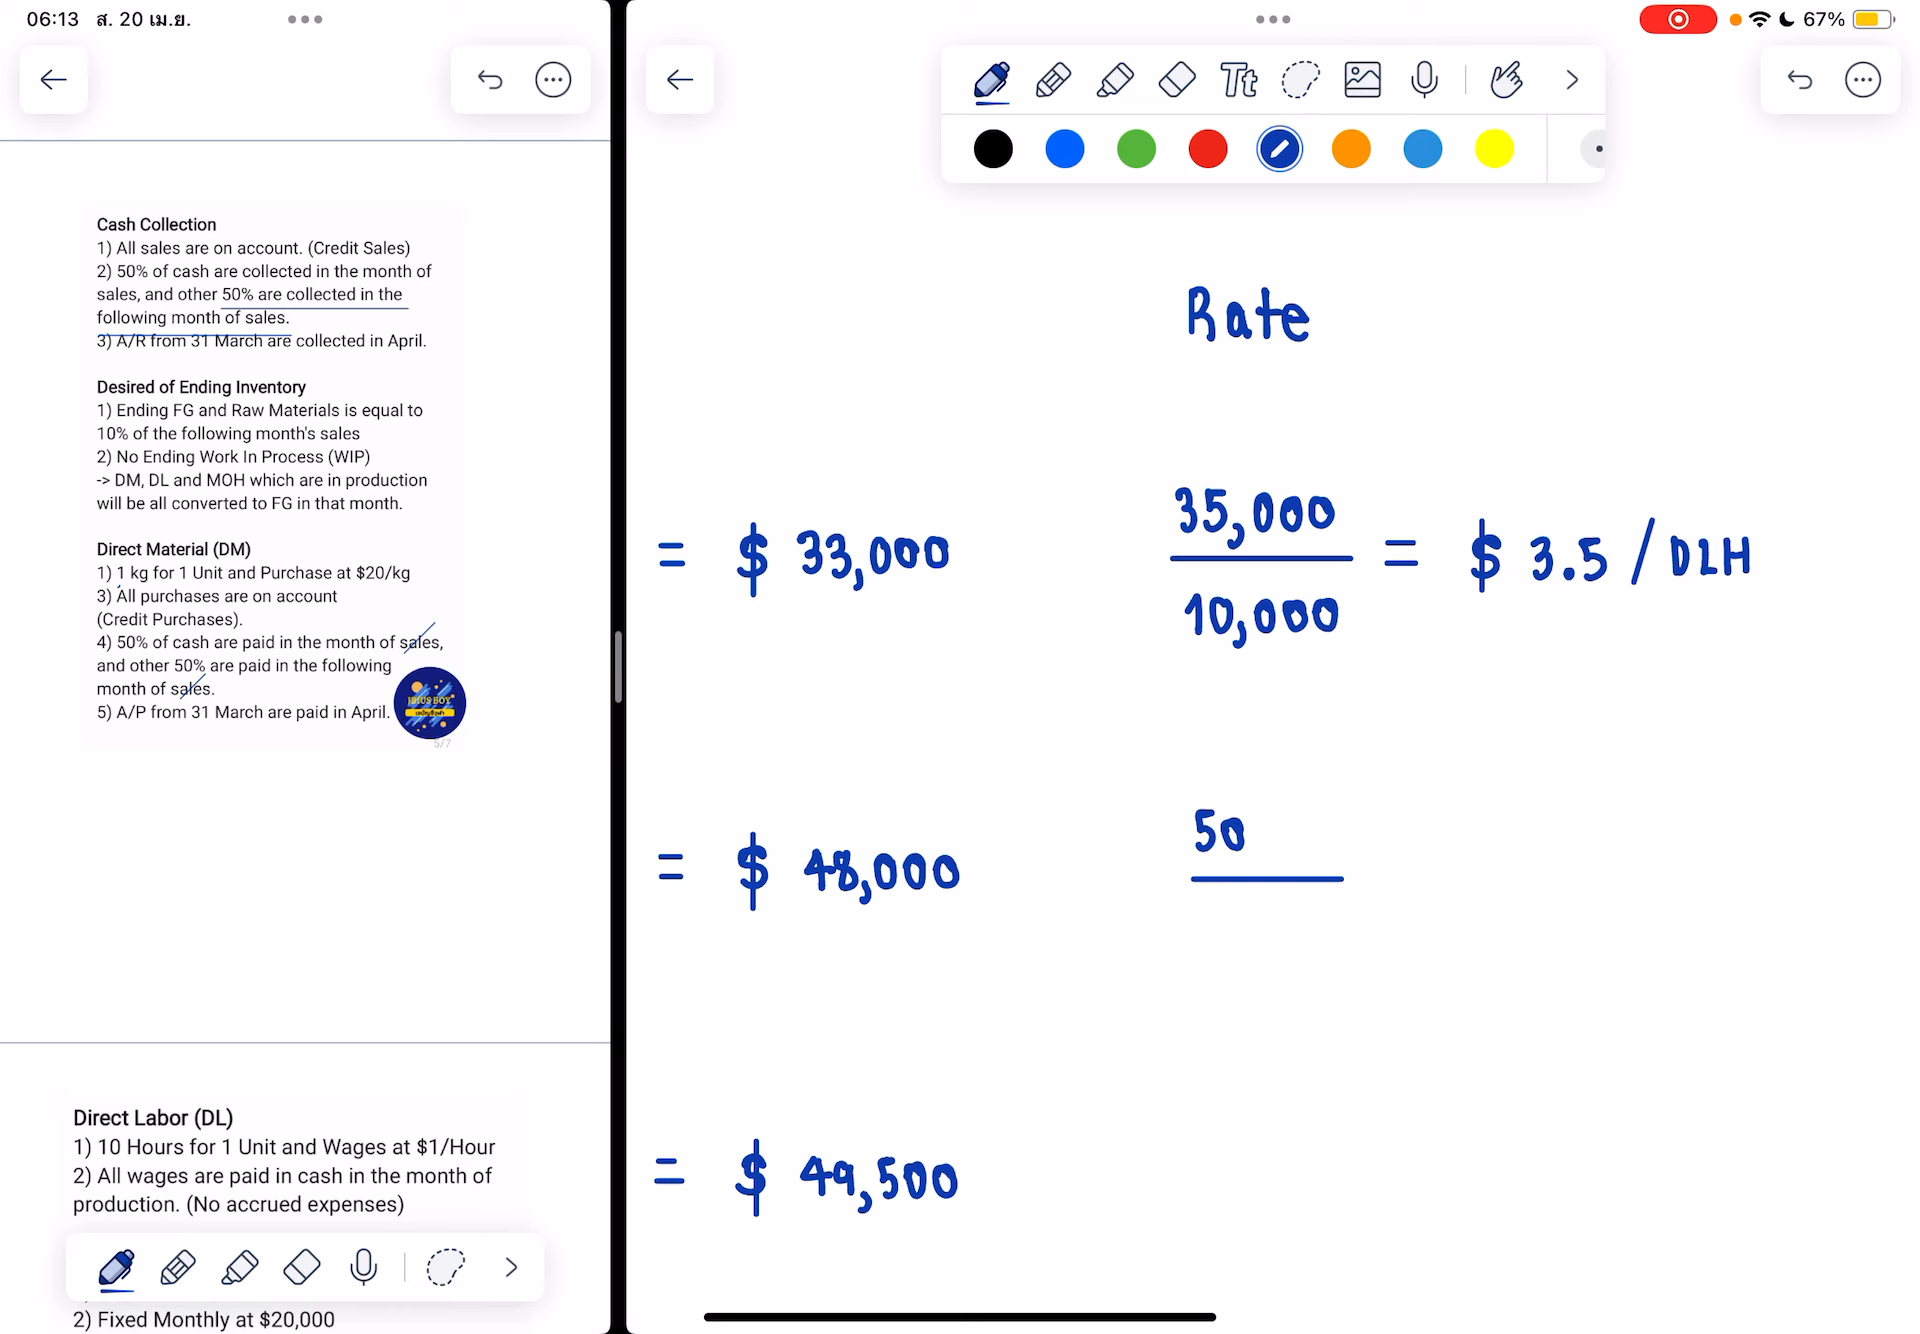 06:13 ส. 20 เม.ย.
67%
Cash Collection
1) All sales are on account. (Credit Sales)
2) 50% of cash are collected in the month of
sales, and other 50% are collected in the
following month of sales.
3) A/R from 31 March are collected in April.
Desired of Ending Inventory
1) Ending FG and Raw Materials is equal to
10% of the following month's sales
2) No Ending Work In Process (WIP)
-> DM, DL and MOH which are in production
will be all converted to FG in that month.
Direct Material (DM)
1) 1 kg for 1 Unit and Purchase at $20/kg
3) All purchases are on account
(Credit Purchases).
4) 50% of cash are paid in the month of sales,
and other 50% are paid in the following
month of sales.
5) A/P from 31 March are paid in April.
5/7
Direct Labor (DL)
1) 10 Hours for 1 Unit and Wages at $1/Hour
2) All wages are paid in cash in the month of
production. (No accrued expenses)
2) Fixed Monthly at $20,000
Tt
Rate
= $ 33,000
35,000
10,000
= $ 3.5 / DLH
= $ 48,000
50
= $ 49,500